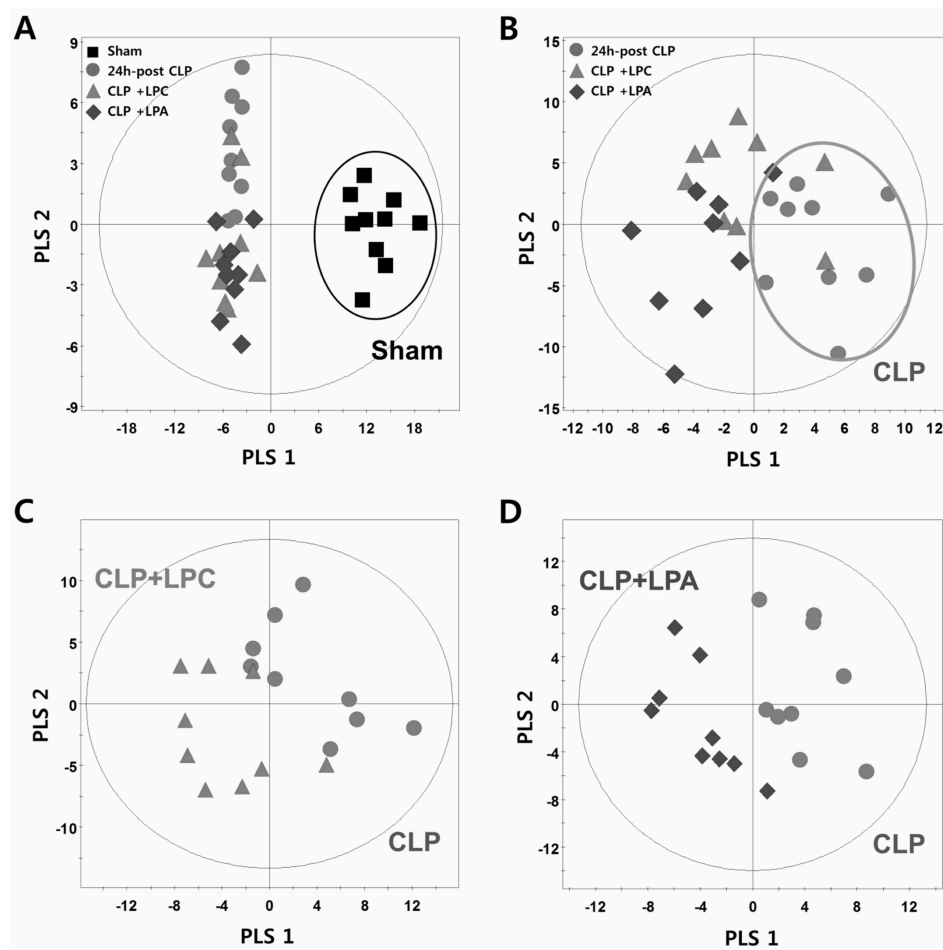 A
Sham
24h-post CLP
CLP +LPC
CLP +LPA
9
6
3
0
-3
-6
-9
PLS 2
Sham
-18 -12 -6 0 6 12 18
PLS 1
B
24h-post CLP
CLP +LPC
CLP +LPA
15
10
5
0
-5
-10
-15
PLS 2
CLP
-12 -10 -8 -6 -4 -2 0 2 4 6 8 10 12
PLS 1
C
CLP+LPC
10
5
0
-5
-10
PLS 2
CLP
-12 -8 -4 0 4 8 12
PLS 1
D
CLP+LPA
12
8
4
0
-4
-8
-12
PLS 2
CLP
-12 -8 -4 0 4 8 12
PLS 1